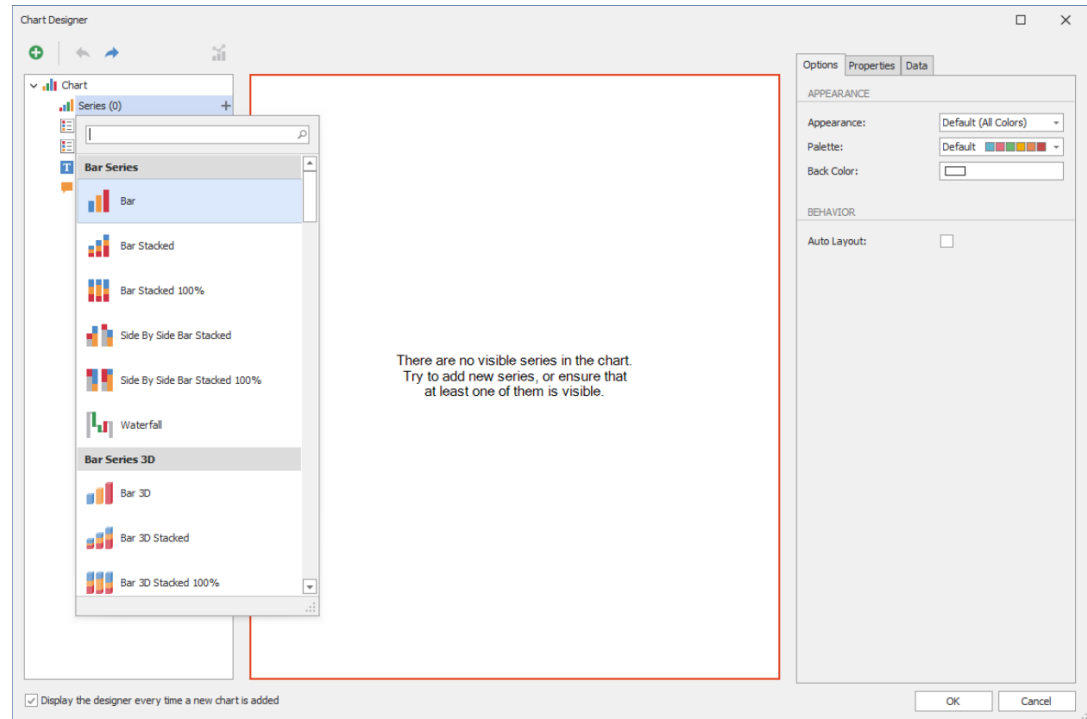 Chart Designer
Chart
Series (0)
T
Bar Series
Bar
Bar Stacked
Bar Stacked 100%
Side By Side Bar Stacked
Side By Side Bar Stacked 100%
Waterfall
Bar Series 3D
Bar 3D
Bar 3D Stacked
Bar 3D Stacked 100%
There are no visible series in the chart.
Try to add new series, or ensure that
at least one of them is visible.
Options Properties Data
APPEARANCE
Appearance: Default (All Colors)
Palette: Default
Back Color:
BEHAVIOR
Auto Layout:
Display the designer every time a new chart is added
OK Cancel